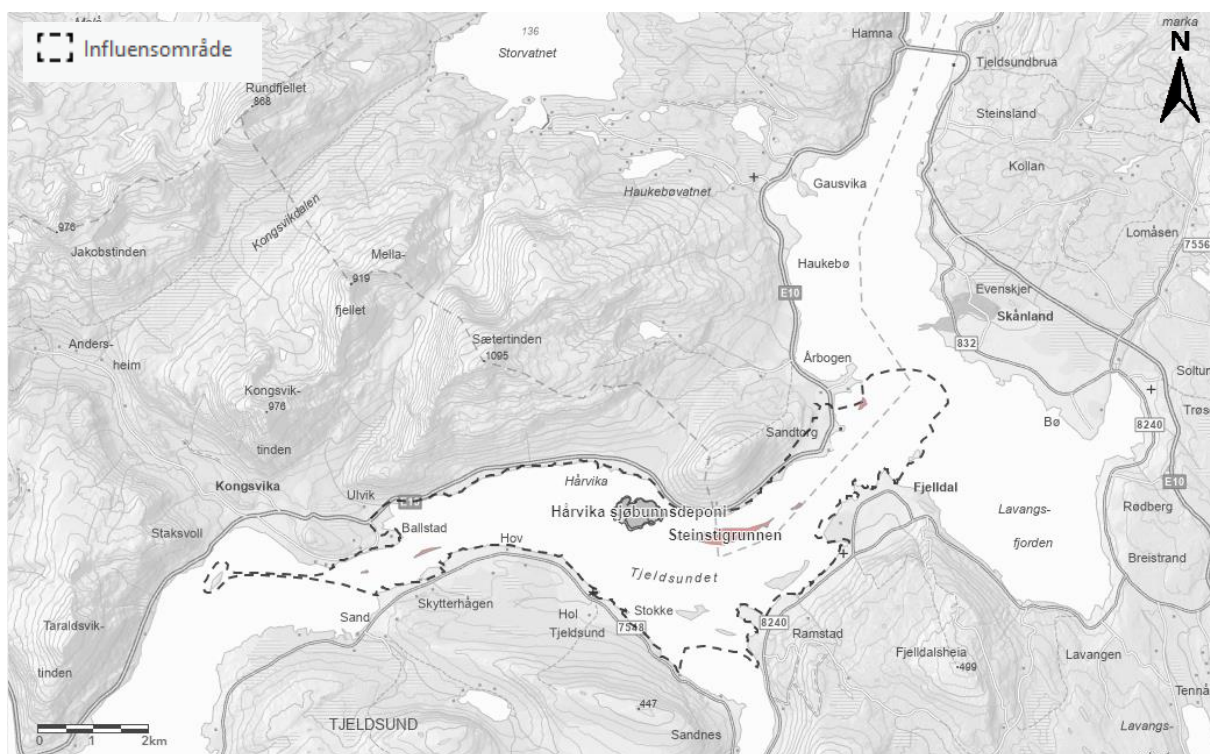 Influensområde
136
Storvatnet
Hamna
marka
N
Tjeldsundbrua
Rundfjellet
868
Steinsland
Kollan
Gausvika
Haukebøvatnet
Kongsvikdalen
976
Jakobstinden
Mella-
919
fjellet
Lomåsen
7556
Haukebø
E10
Evenskjer
Skånland
832
Anders-
heim
Sætertinden
1095
Årbogen
Soltun
Kongsvik-
976
tinden
Trøs
Bø
8240
Sandtorg
Kongsvika
Ulvik
E10
Hårvika
Hårvika sjøbunnsdeponi
Fjelldal
E10
Rødberg
Lavangs-
fjorden
Staksvoll
Ballstad
Hov
Steinstigrunnen
Breistrand
Tjeldsundet
Skytterhågen
Sand
Stokke
Hol
Tjeldsund
7548
8240
Ramstad
Taraldsvik-
tinden
Fjelldalsheia
499
Lavangen
Tennå
447
TJELDSUND
Sandnes
Lavangs-
0 1 2km